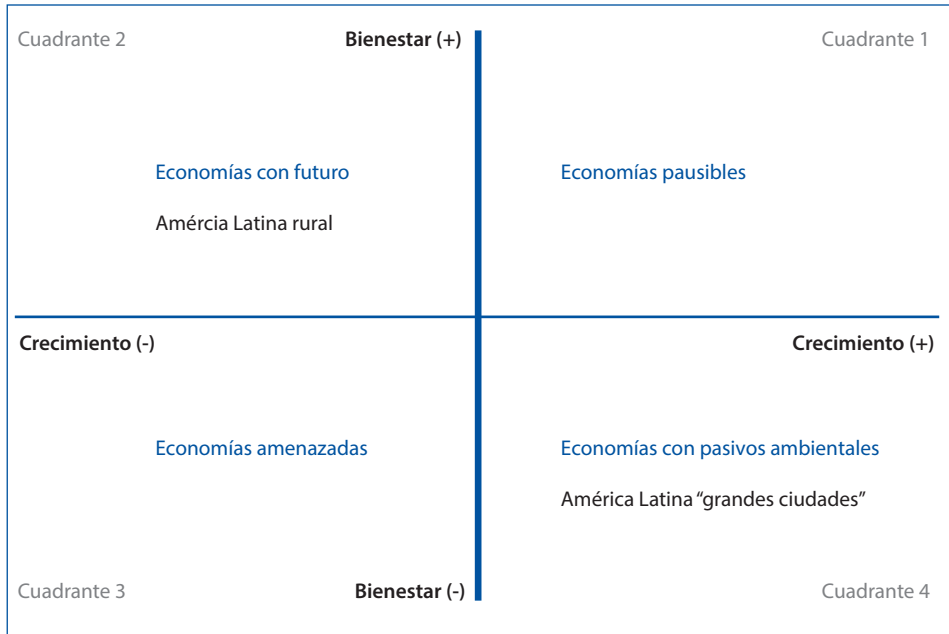 Cuadrante 2
Bienestar (+)
Cuadrante 1
Economías con futuro
Economías pausibles
Amércia Latina rural
Crecimiento (-)
Crecimiento (+)
Economías amenazadas
Economías con pasivos ambientales
América Latina “grandes ciudades”
Cuadrante 3
Bienestar (-)
Cuadrante 4